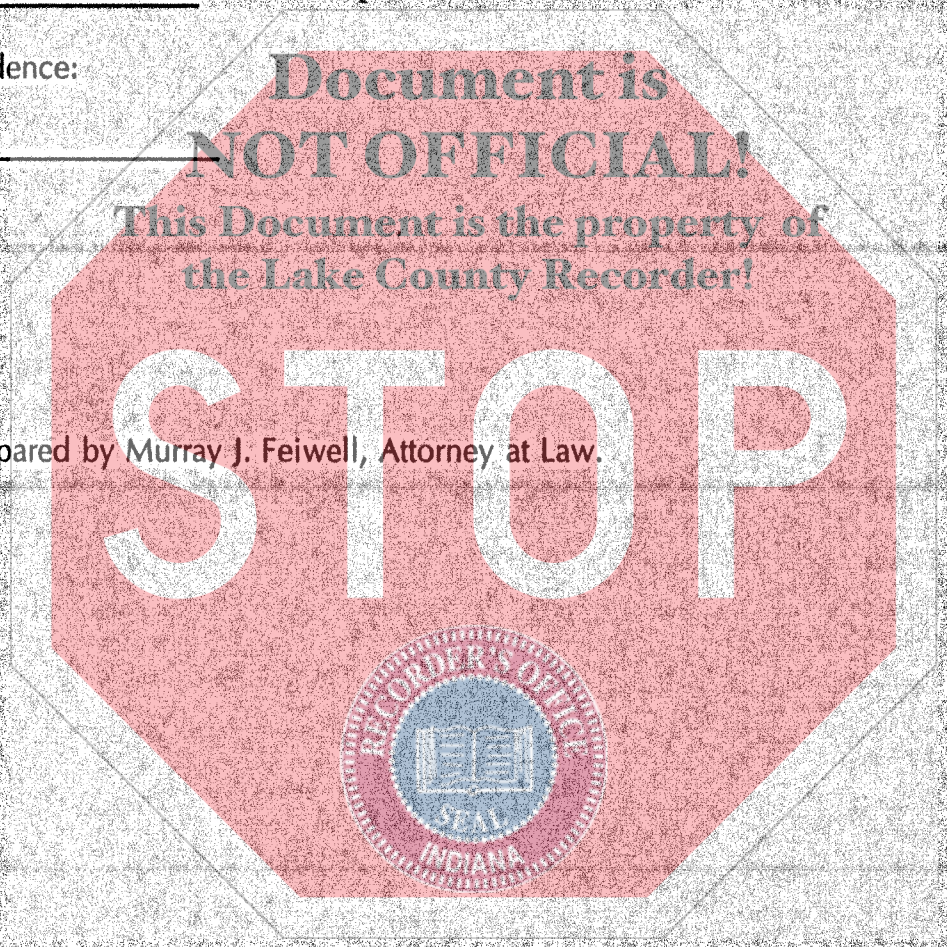 Document is
lence:
NOT OFFICIAL!
This Document is the property of
the Lake County Recorder!
STOP
pared by Murray J. Feiwell, Attorney at Law.
RECORDER'S OFFICE
SEAL
INDIANA